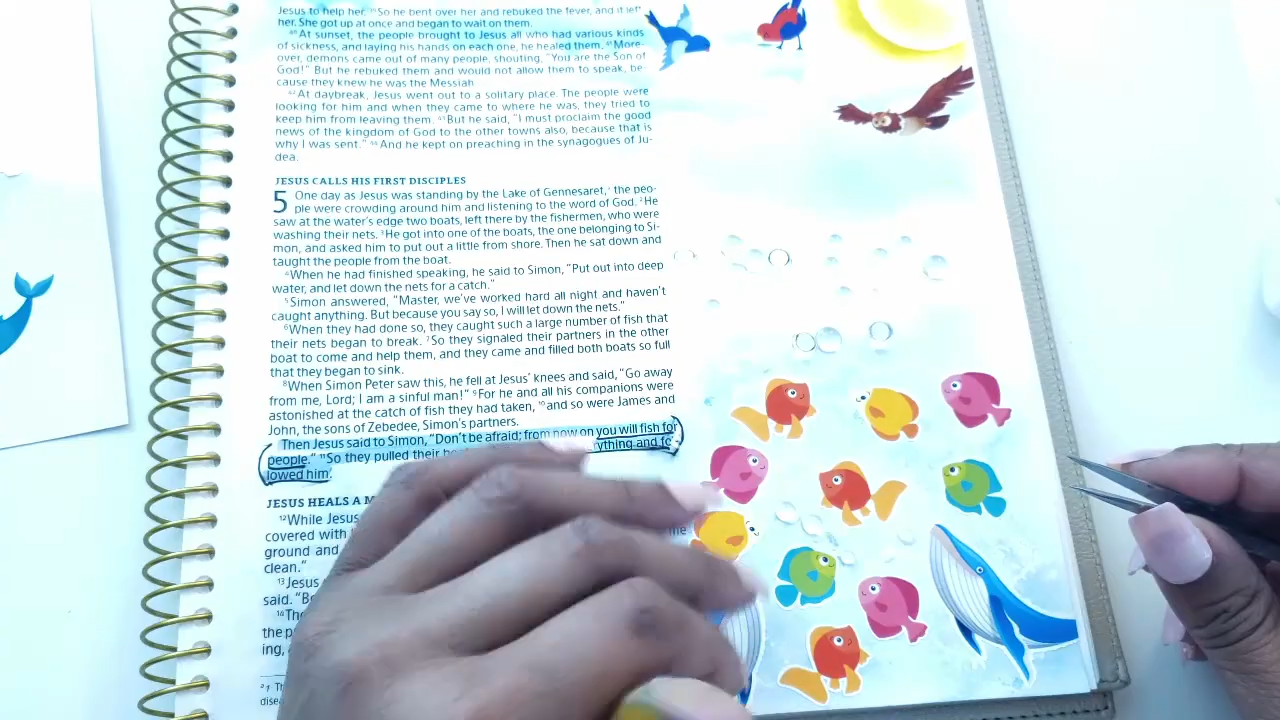 Jesus to help her. ³⁹So he bent over her and rebuked the fever, and it left
her. She got up at once and began to wait on them.
⁴⁰At sunset, the people brought to Jesus all who had various kinds
of sickness, and laying his hands on each one, he healed them. ⁴¹More-
over, demons came out of many people, shouting, "You are the Son of
God!" But he rebuked them and would not allow them to speak, be-
cause they knew he was the Messiah
⁴²At daybreak, Jesus went out to a solitary place. The people were
looking for him and when they came to where he was, they tried to
keep him from leaving them. ⁴³But he said, "I must proclaim the good
news of the kingdom of God to the other towns also, because that is
why I was sent." ⁴⁴And he kept on preaching in the synagogues of Ju-
dea.
JESUS CALLS HIS FIRST DISCIPLES
5 One day as Jesus was standing by the Lake of Gennesaret, the peo-
ple were crowding around him and listening to the word of God. ²He
saw at the water's edge two boats, left there by the fishermen, who were
washing their nets. ³He got into one of the boats, the one belonging to Si-
mon, and asked him to put out a little from shore. Then he sat down and
taught the people from the boat.
⁴When he had finished speaking, he said to Simon, "Put out into deep
water, and let down the nets for a catch."
⁵Simon answered, "Master, we've worked hard all night and haven't
caught anything. But because you say so, I will let down the nets."
⁶When they had done so, they caught such a large number of fish that
their nets began to break. ⁷So they signaled their partners in the other
boat to come and help them, and they came and filled both boats so full
that they began to sink.
⁸When Simon Peter saw this, he fell at Jesus' knees and said, "Go away
from me, Lord; I am a sinful man!" ⁹For he and all his companions were
astonished at the catch of fish they had taken, ¹⁰and so were James and
John, the sons of Zebedee, Simon's partners.
Then Jesus said to Simon, "Don't be afraid; from now on you will fish for
people." ¹¹So they pulled their rything and fo
lowed him.
JESUS HEALS A M
¹²While Jesus
covered with me
ground and
clean."
¹³Jesus
said. "Be
¹⁴The
the p
ing,